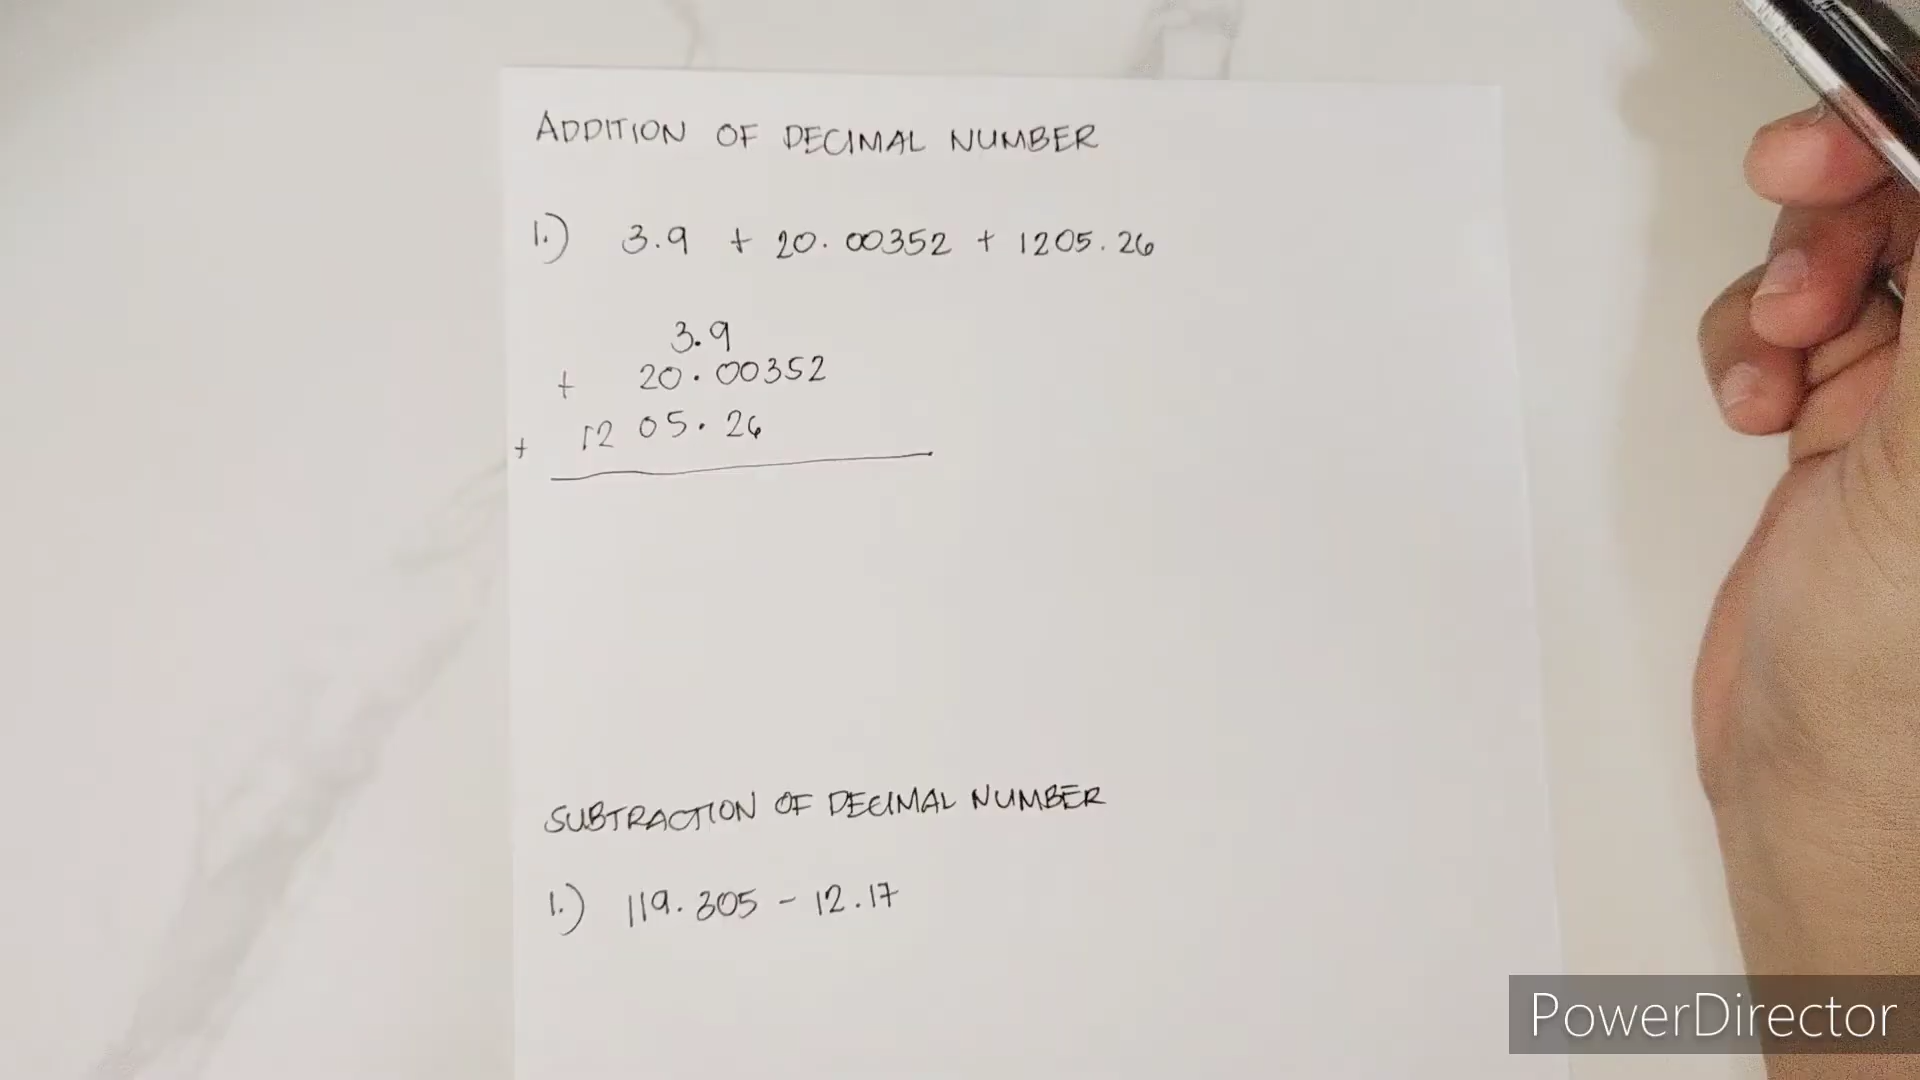 ADDITION OF DECIMAL NUMBER
1.) 3.9 + 20.00352 + 1205.26
3.9
+ 20.00352
+ 1205.26
SUBTRACTION OF DECIMAL NUMBER
1.) 119.305 - 12.17
PowerDirector